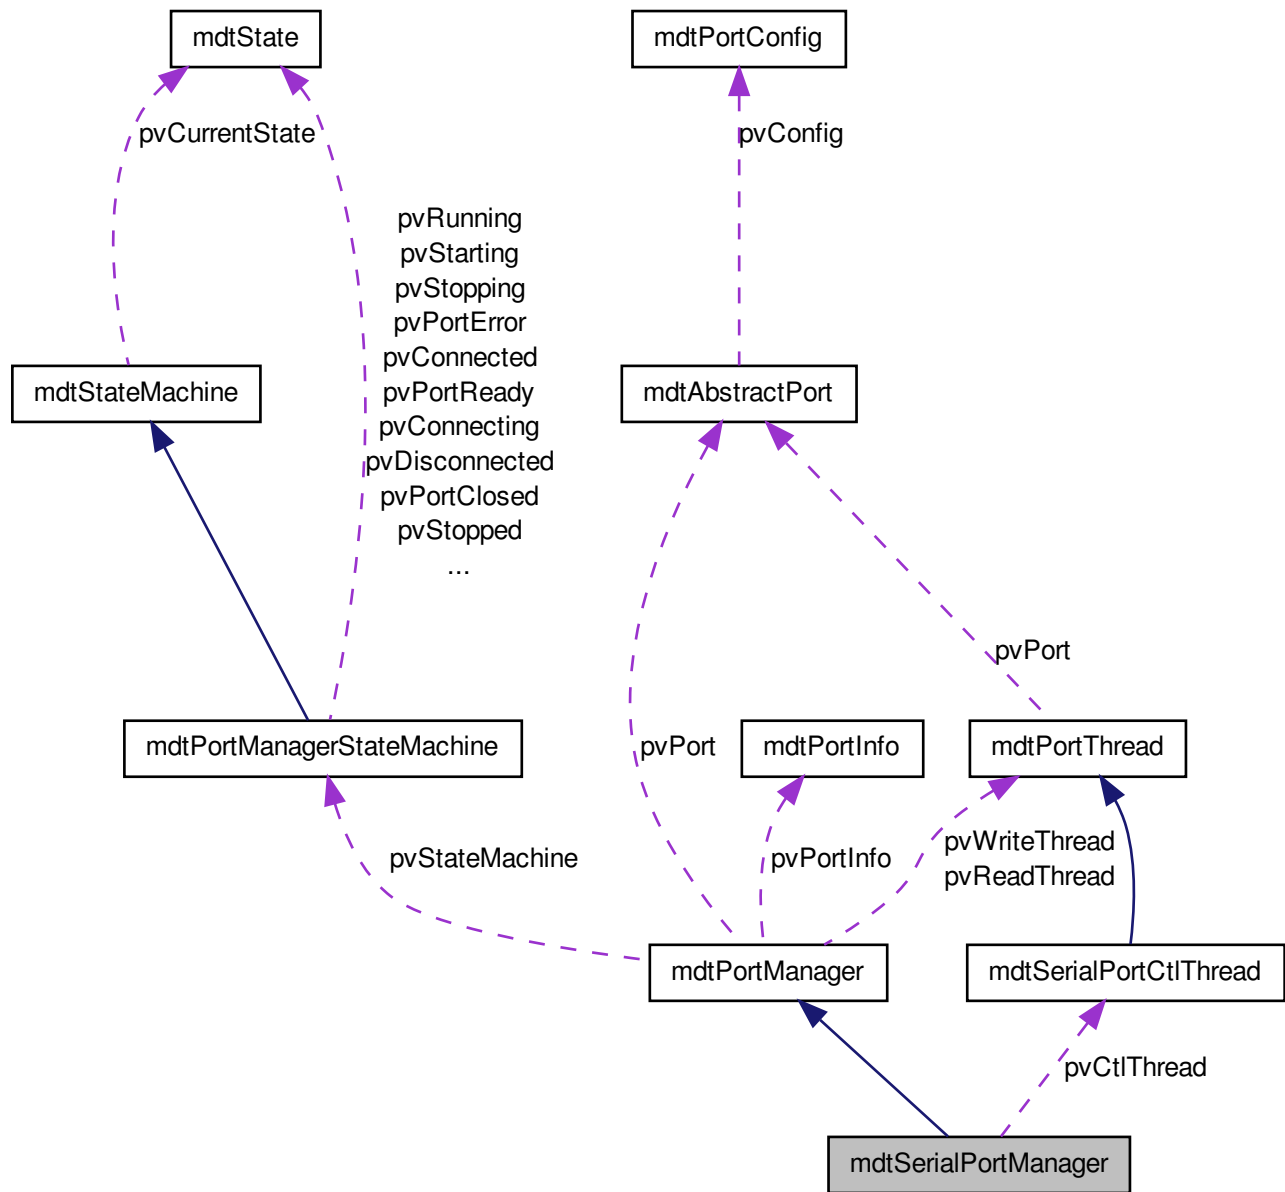 mdtState
mdtPortConfig
pvCurrentState
pvConfig
pvRunning
pvStarting
pvStopping
pvPortError
pvConnected
pvPortReady
pvConnecting
pvDisconnected
pvPortClosed
pvStopped
...
mdtStateMachine
mdtAbstractPort
pvPort
mdtPortManagerStateMachine
pvPort
mdtPortInfo
mdtPortThread
pvStateMachine
pvPortInfo
pvWriteThread
pvReadThread
mdtPortManager
mdtSerialPortCtlThread
pvCtlThread
mdtSerialPortManager